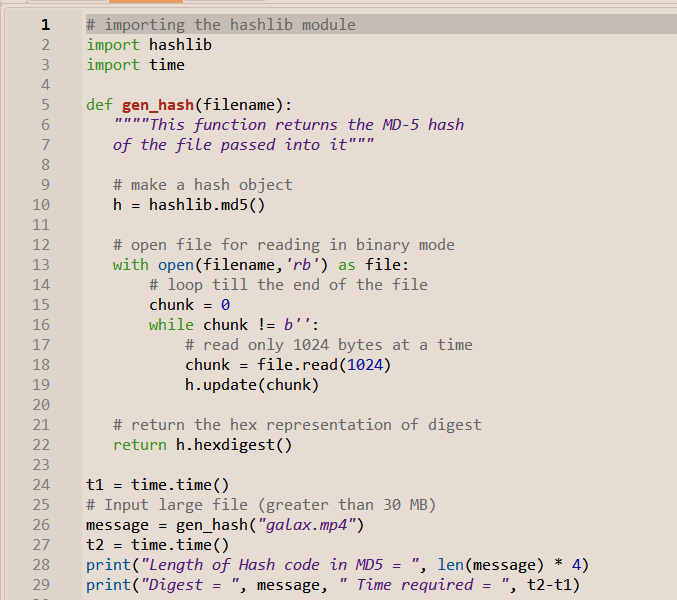 1 # importing the hashlib module
2 import hashlib
3 import time
4
5 def gen_hash(filename):
6    """"This function returns the MD-5 hash
7    of the file passed into it"""
8
9    # make a hash object
10    h = hashlib.md5()
11
12    # open file for reading in binary mode
13    with open(filename,'rb') as file:
14        # loop till the end of the file
15        chunk = 0
16        while chunk != b'':
17            # read only 1024 bytes at a time
18            chunk = file.read(1024)
19            h.update(chunk)
20
21    # return the hex representation of digest
22    return h.hexdigest()
23
24 t1 = time.time()
25 # Input large file (greater than 30 MB)
26 message = gen_hash("galax.mp4")
27 t2 = time.time()
28 print("Length of Hash code in MD5 = ", len(message) * 4)
29 print("Digest = ", message, " Time required = ", t2-t1)